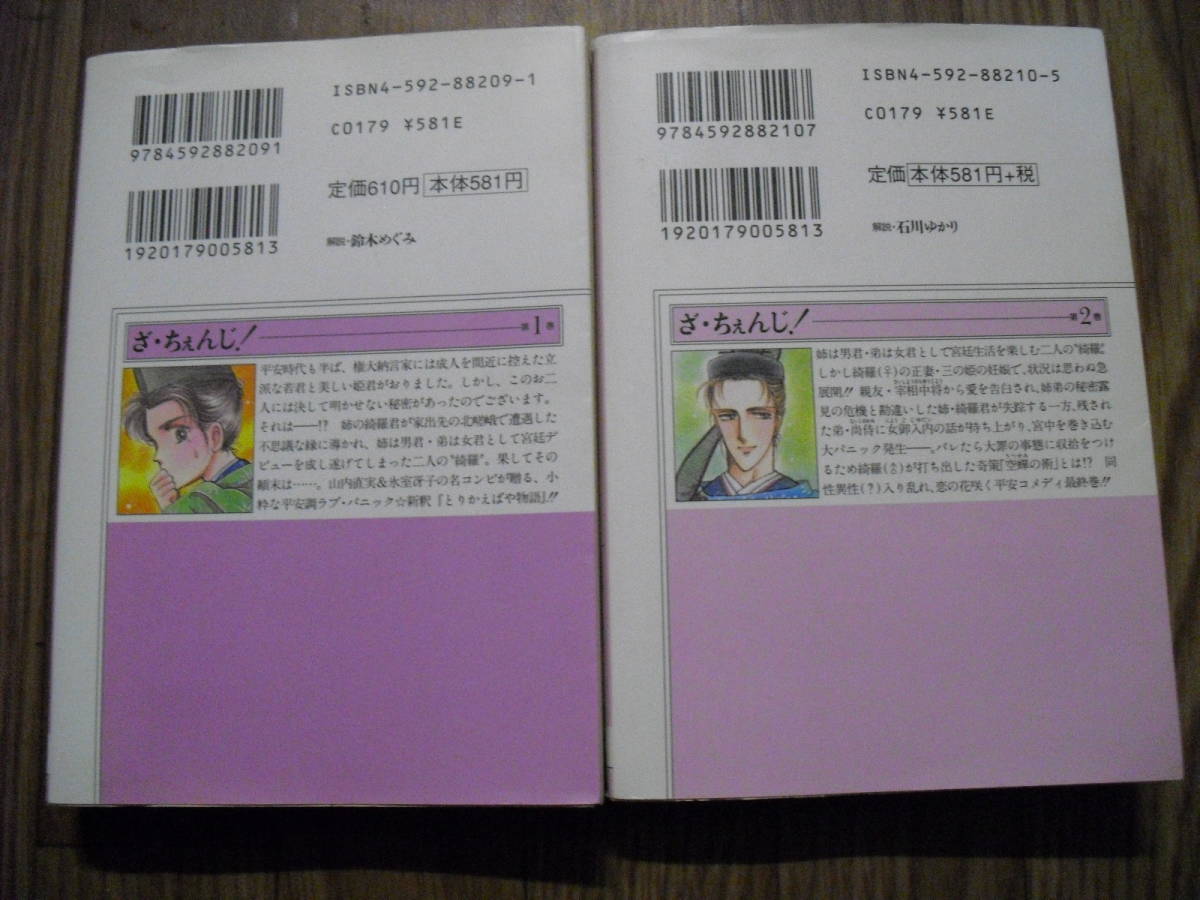 ISBN4-592-88209-1
9784592882091
C0179 ¥581E
定価610円 本体581円
1920179005813
解説・鈴木めぐみ
ざ・ちぇんじ!
第1巻
平安時代も半ば、権大納言家には成人を間近に控えた立
派な若君と美しい姫君がおりました。しかし、このお二
人には決して明かせない秘密があったのでございます。
それは――!? 姉の綺羅君が家出先の北嵯峨で遭遇した
不思議な縁に導かれ、姉は男君・弟は女君として宮廷デ
ビューを成し遂げてしまった二人の“綺羅”。果してその
顛末は……。山内直実&氷室冴子の名コンビが贈る、小
粋な平安調ラブ・パニック☆新釈『とりかえばや物語』!!
ISBN4-592-88210-5
9784592882107
C0179 ¥581E
定価 本体581円+税
1920179005813
解説・石川ゆかり
ざ・ちぇんじ!
第2巻
姉は男君・弟は女君として宮廷生活を楽しむ二人の“綺羅”。
しかし綺羅(♀)の正妻・三の姫の妊娠で、状況は思わぬ急
展開!! 親友・宰相中将から愛を告白され、姉弟の秘密露
見の危機と勘違いした姉・綺羅君が失踪する一方、残され
た弟・尚侍に女御入内の話が持ち上がり、宮中を巻き込む
大パニック発生――。バレたら大罪の事態に収拾をつけ
るため綺羅(♂)が打ち出した奇策「空蟬の術」とは!? 同
性異性(?)入り乱れ、恋の花咲く平安コメディ最終巻!!